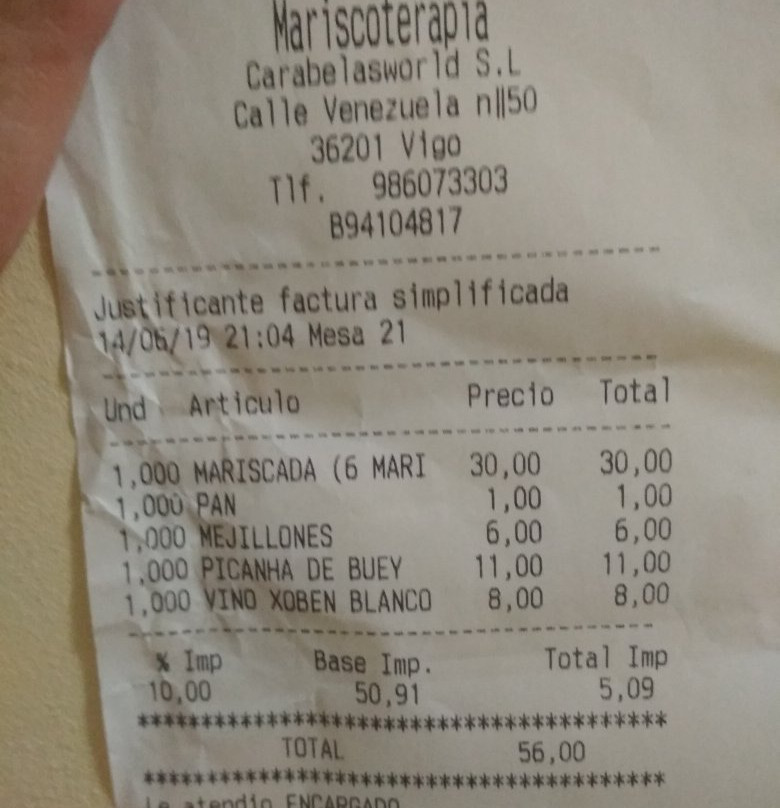 Mariscoterapia
Carabelasworld S.L
Calle Venezuela nº50
36201 Vigo
Tlf. 986073303
B94104817
Justificante factura simplificada
14/06/19 21:04 Mesa 21
Und Articulo Precio Total
1,000 MARISCADA (6 MARI 30,00 30,00
1,000 PAN 1,00 1,00
1,000 MEJILLONES 6,00 6,00
1,000 PICANHA DE BUEY 11,00 11,00
1,000 VINO XOBEN BLANCO 8,00 8,00
% Imp Base Imp. Total Imp
10,00 50,91 5,09
****************************************
TOTAL 56,00
****************************************
Le atendio ENCARGADO